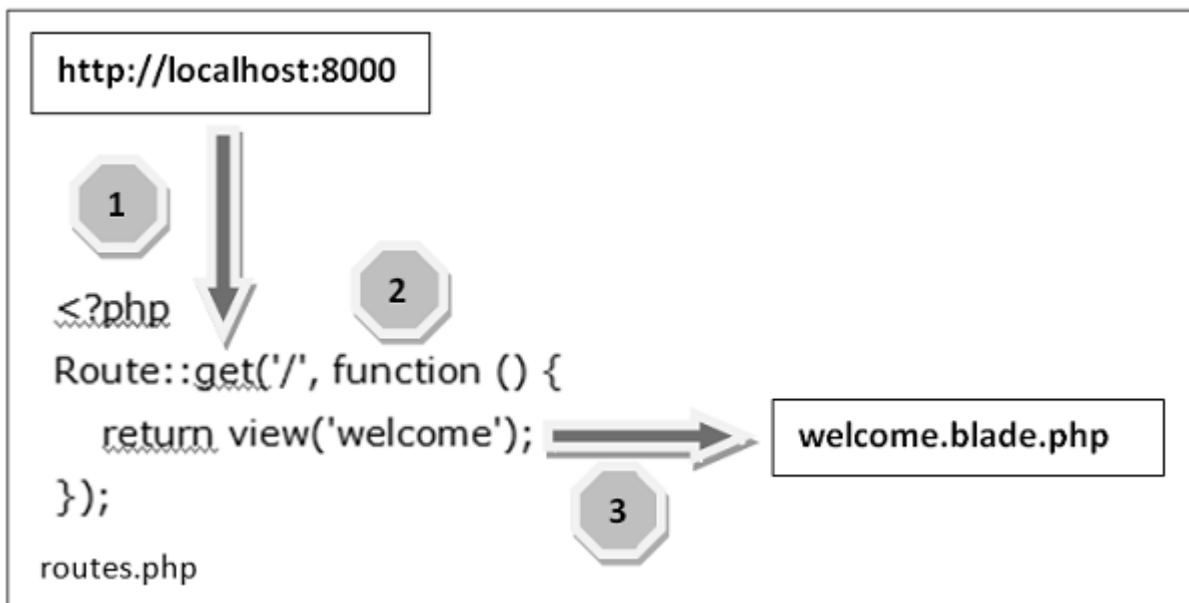 http://localhost:8000
1
2
<?php
Route::get('/', function () {
return view('welcome');
welcome.blade.php
});
3
routes.php